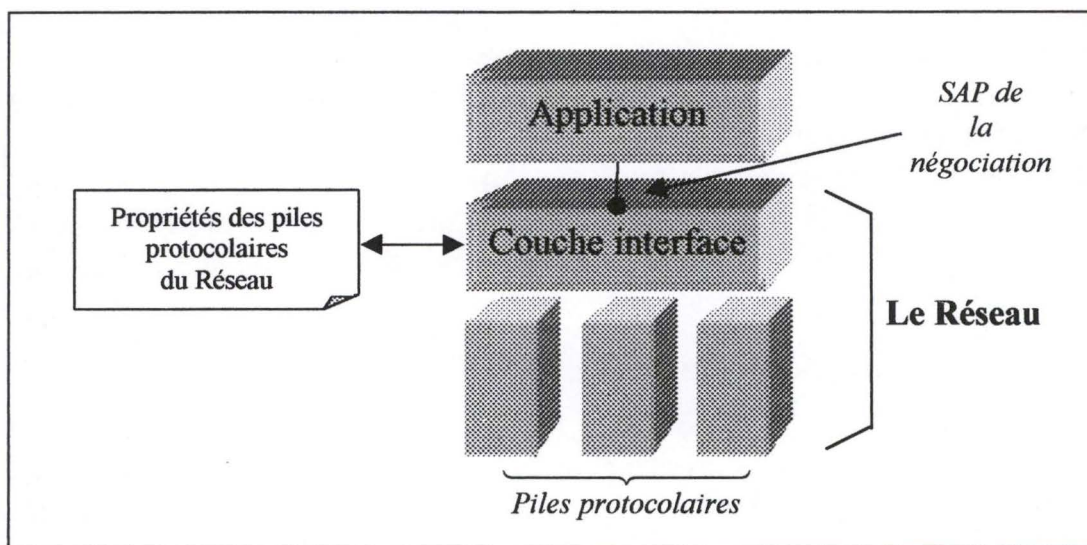 Application
SAP de
la
négociation
Propriétés des piles
protocolaires
du Réseau
Couche interface
Le Réseau
Piles protocolaires